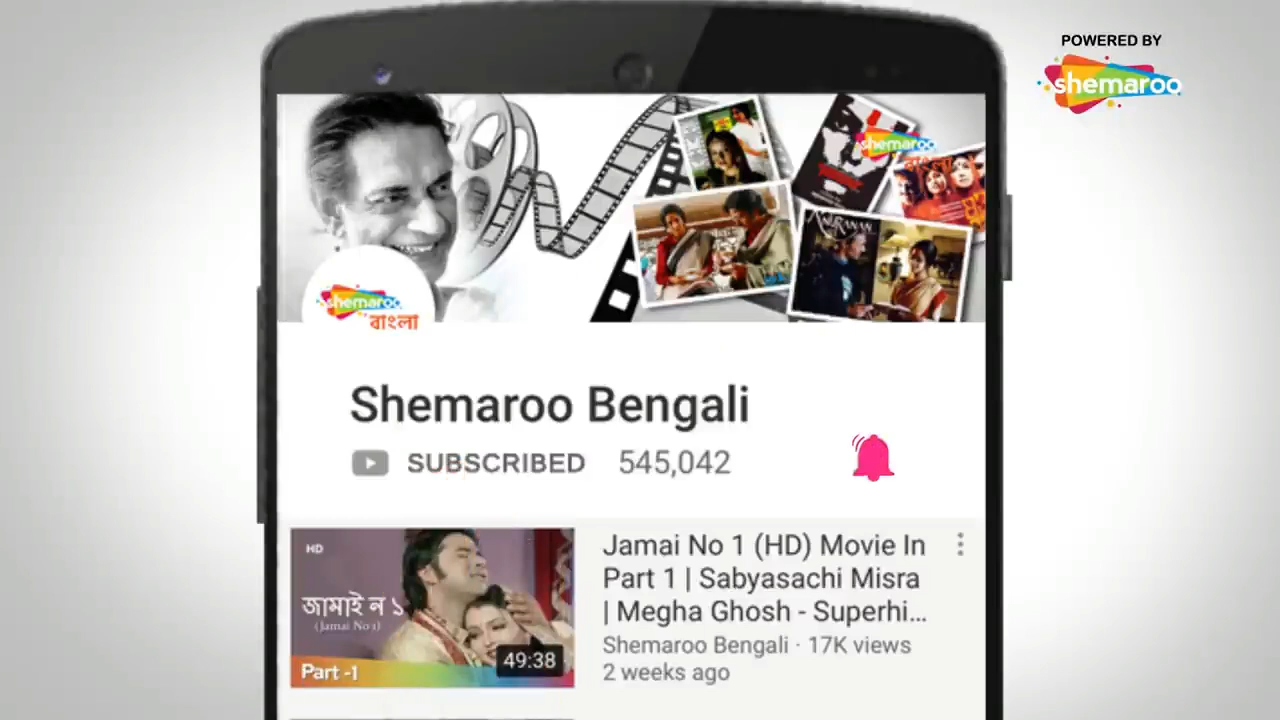 POWERED BY
shemaroo
shemaroo
বাংলা
ANURANAN
shemaroo
বাংলা
Shemaroo Bengali
SUBSCRIBED 545,042
HD
জামাই ন ১
(Jamai No 1)
Part -1
49:38
Jamai No 1 (HD) Movie In
Part 1 | Sabyasachi Misra
| Megha Ghosh - Superhi...
Shemaroo Bengali · 17K views
2 weeks ago